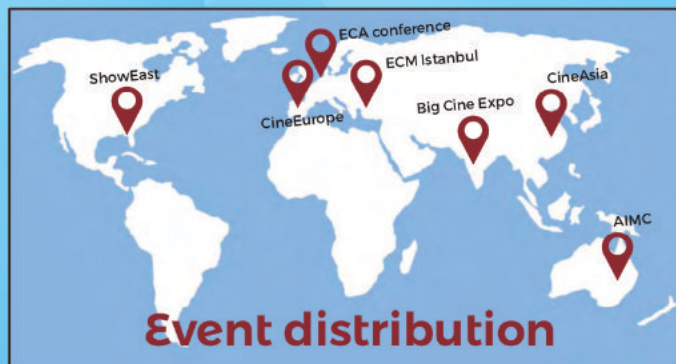 ECA conference
ShowEast
ECM Istanbul
CineAsia
Big Cine Expo
CineEurope
AIMC
Event distribution